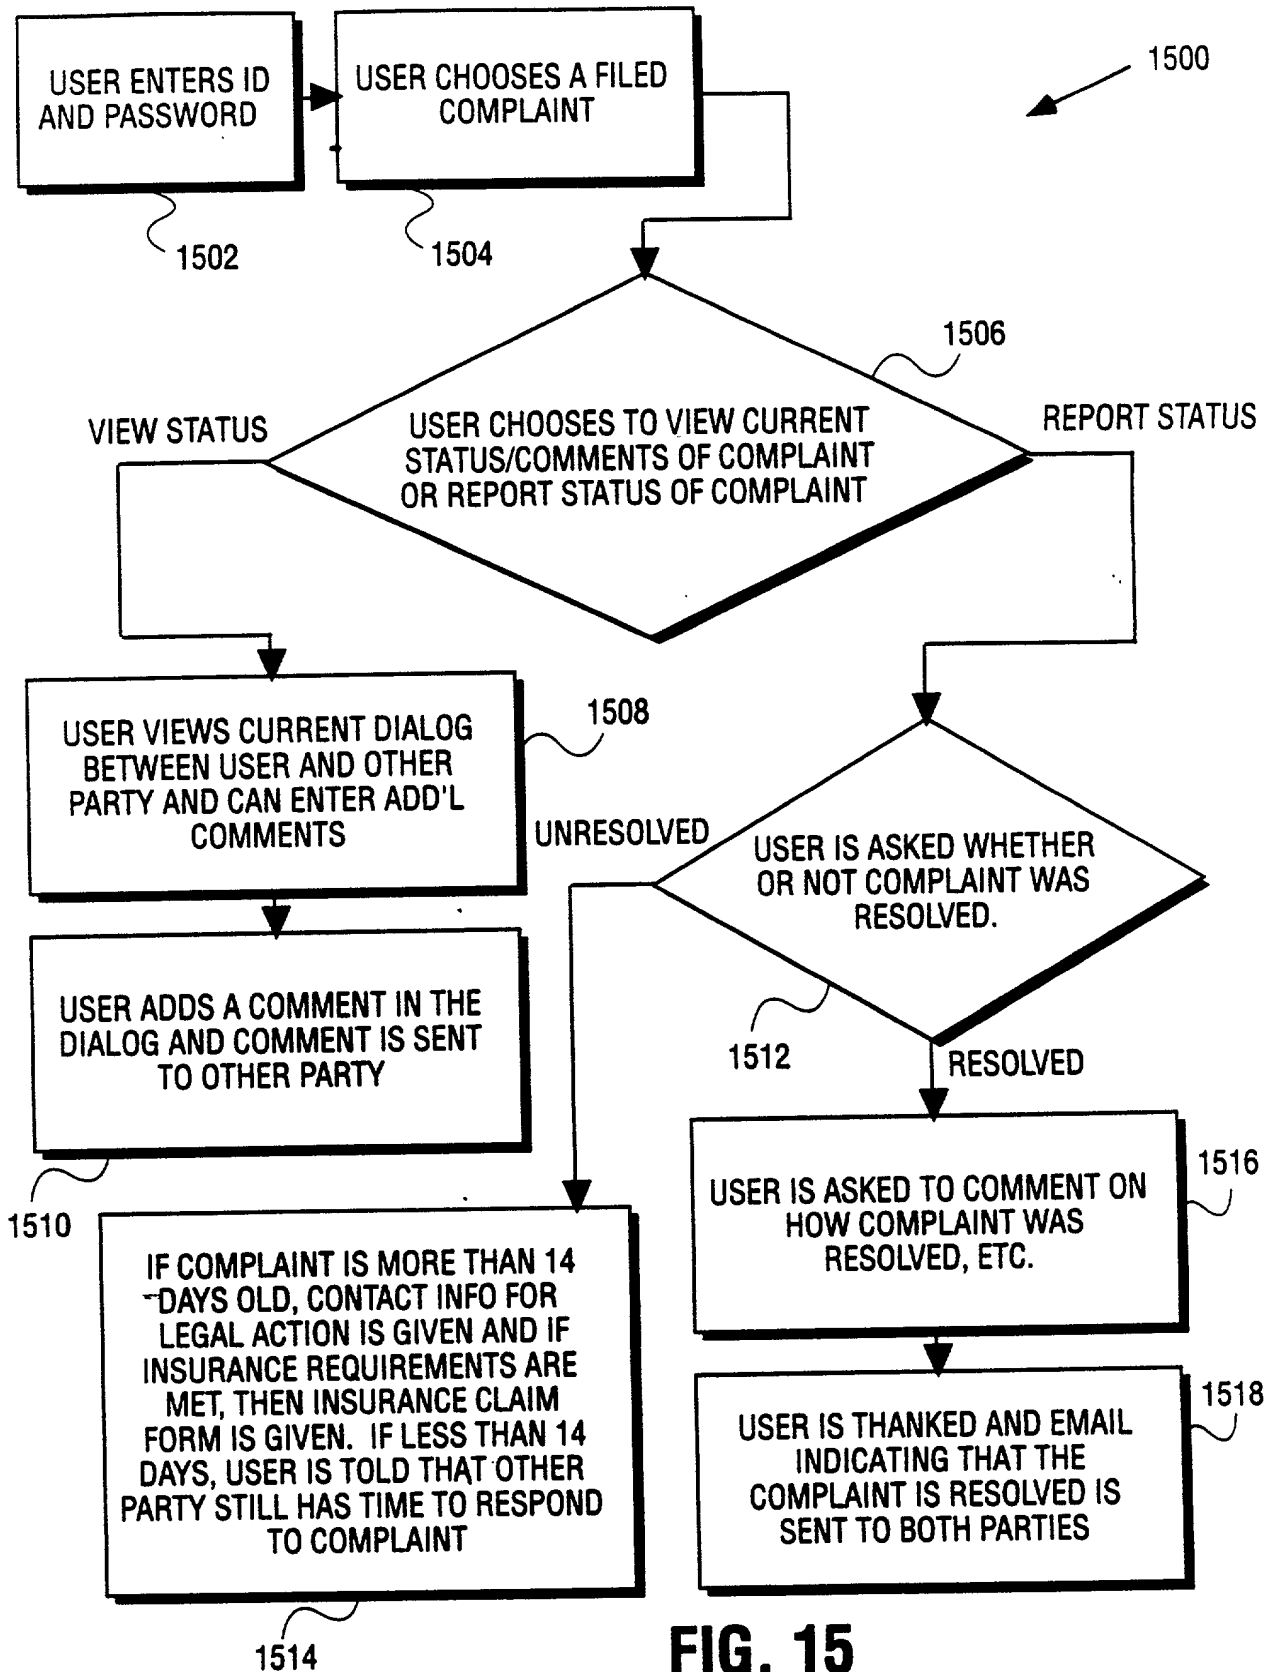 USER ENTERS ID
AND PASSWORD
1502
USER CHOOSES A FILED
COMPLAINT
1504
1500
USER CHOOSES TO VIEW CURRENT
STATUS/COMMENTS OF COMPLAINT
OR REPORT STATUS OF COMPLAINT
1506
VIEW STATUS
REPORT STATUS
USER VIEWS CURRENT DIALOG
BETWEEN USER AND OTHER
PARTY AND CAN ENTER ADD'L
COMMENTS
1508
USER ADDS A COMMENT IN THE
DIALOG AND COMMENT IS SENT
TO OTHER PARTY
1510
USER IS ASKED WHETHER
OR NOT COMPLAINT WAS
RESOLVED.
1512
UNRESOLVED
RESOLVED
IF COMPLAINT IS MORE THAN 14
DAYS OLD, CONTACT INFO FOR
LEGAL ACTION IS GIVEN AND IF
INSURANCE REQUIREMENTS ARE
MET, THEN INSURANCE CLAIM
FORM IS GIVEN. IF LESS THAN 14
DAYS, USER IS TOLD THAT OTHER
PARTY STILL HAS TIME TO RESPOND
TO COMPLAINT
1514
USER IS ASKED TO COMMENT ON
HOW COMPLAINT WAS
RESOLVED, ETC.
1516
USER IS THANKED AND EMAIL
INDICATING THAT THE
COMPLAINT IS RESOLVED IS
SENT TO BOTH PARTIES
1518
FIG. 15